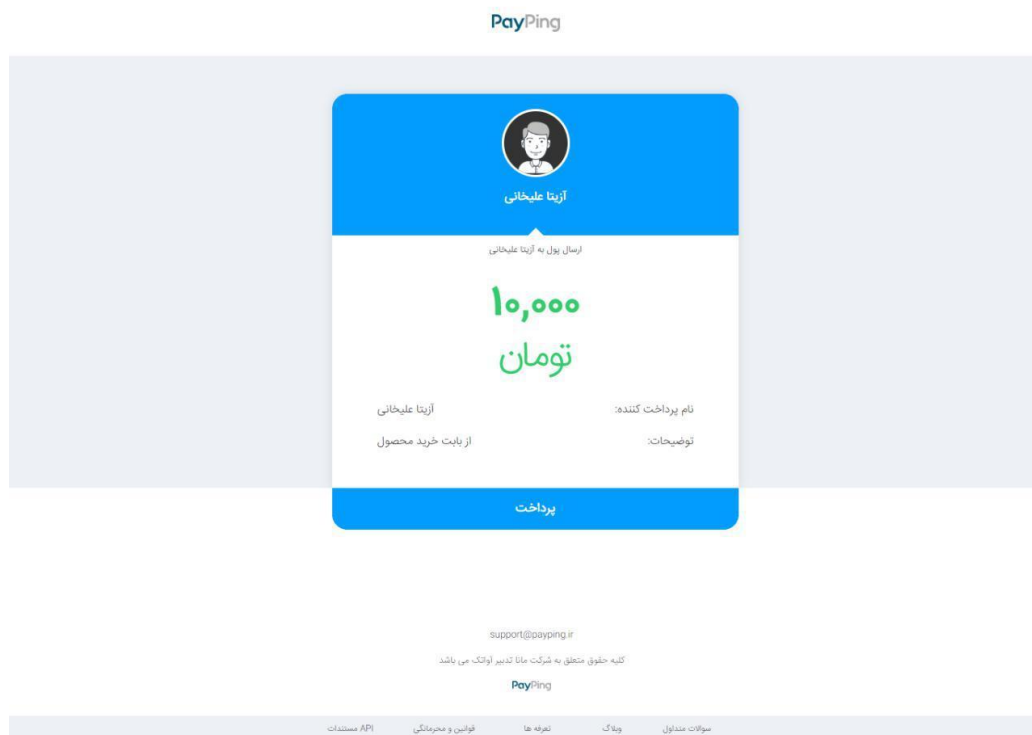 PayPing
آزیتا علیخانی
ارسال پول به آزیتا علیخانی
۱۰,۰۰۰
تومان
نام پرداخت کننده: آزیتا علیخانی
توضیحات: از بابت خرید محصول
پرداخت
support@payping.ir
کلیه حقوق متعلق به شرکت مانا تدبیر آواتک می باشد
PayPing
سوالات متداول وبلاگ تعرفه ها قوانین و محرمانگی مستندات API